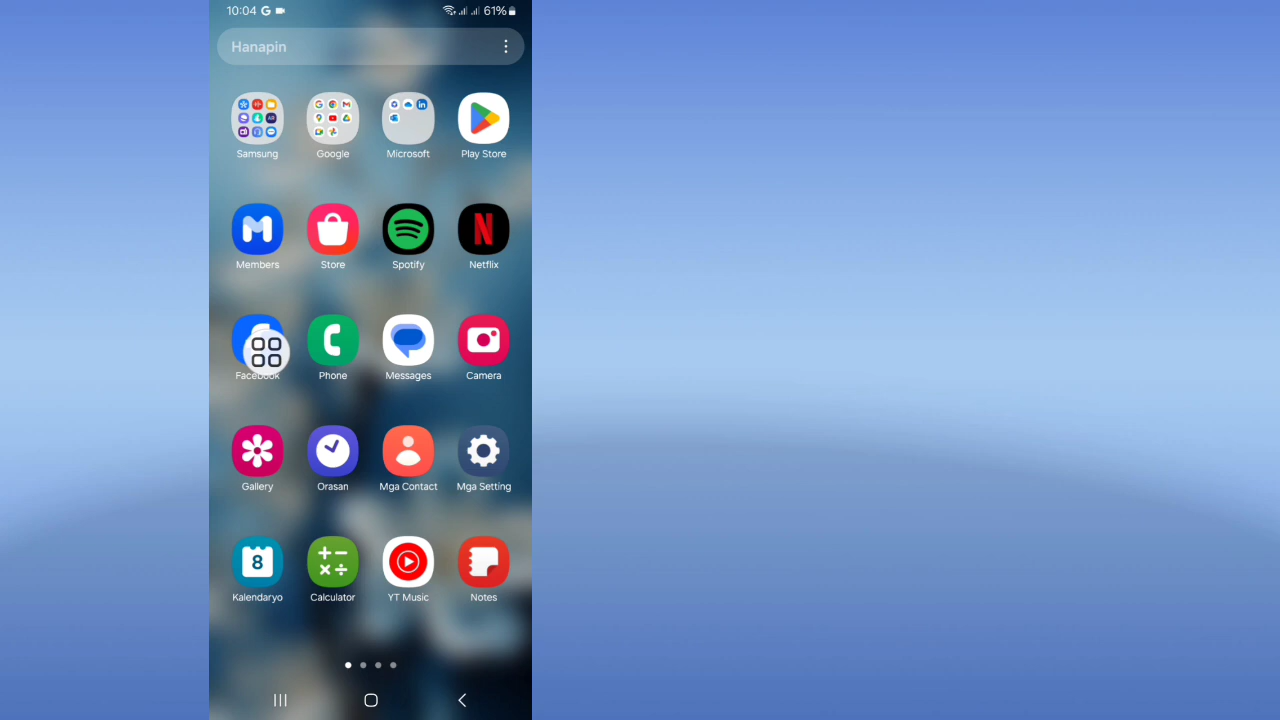 10:04 G 61%
Hanapin
Samsung Google Microsoft Play Store
Members Store Spotify Netflix
Facebook Phone Messages Camera
Gallery Orasan Mga Contact Mga Setting
8
Kalendaryo Calculator YT Music Notes